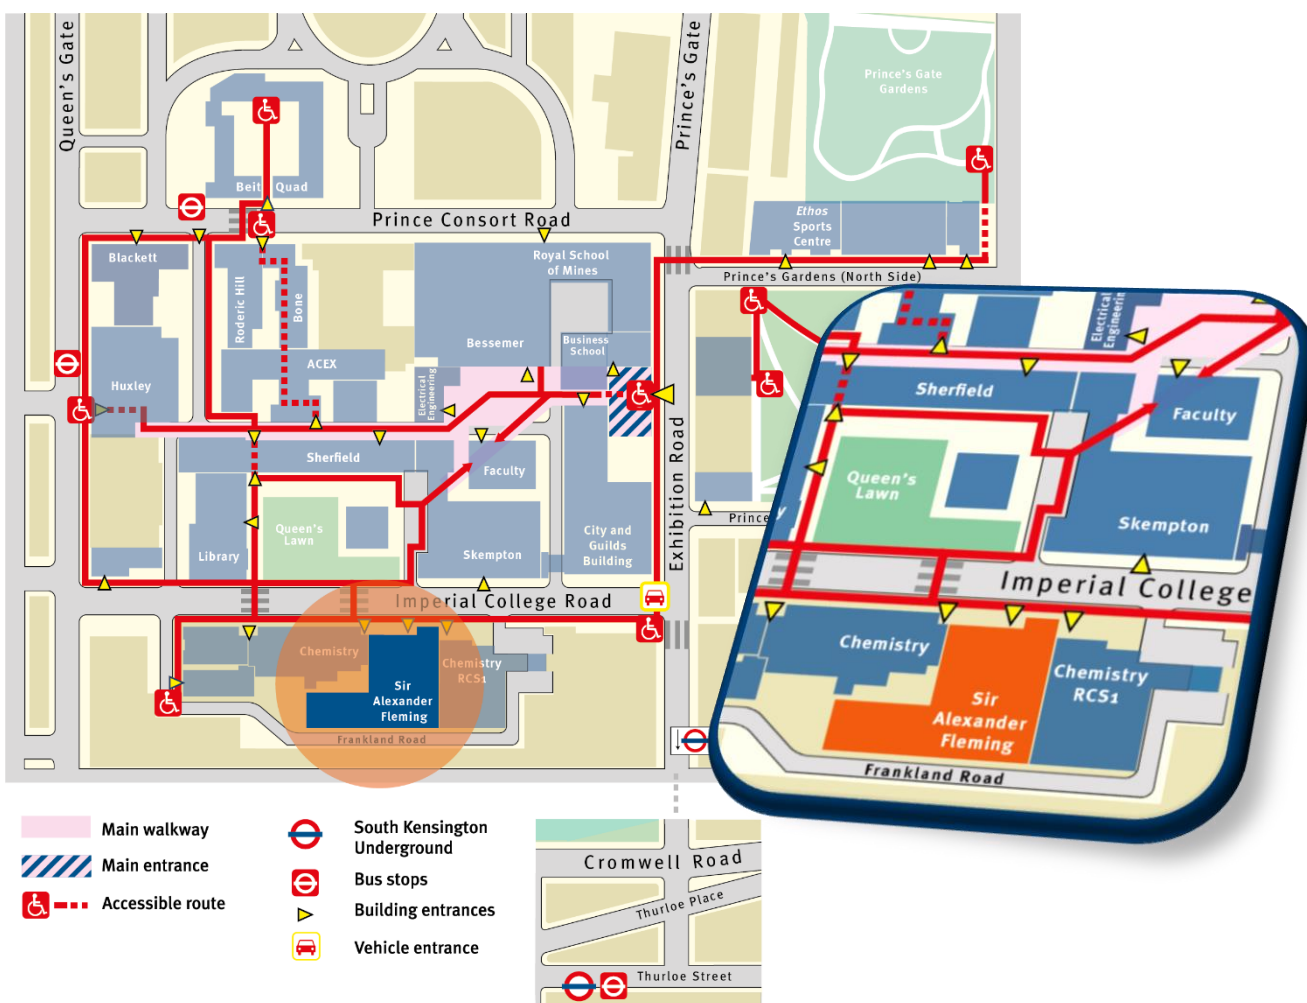 Queen's Gate
Prince's Gate
Prince's Gate
Gardens
Beit Quad
Prince Consort Road
Ethos
Sports
Centre
Prince's Gardens (North Side)
Blackett
Roderic Hill
Bone
Royal School
of Mines
Bessemer
Business
School
Huxley
ACEX
Electrical
Engineering
Sherfield
Faculty
Exhibition Road
Prince
Library
Queen's
Lawn
Skempton
City and
Guilds
Building
Imperial College Road
Chemistry
Chemistry
RCS1
Sir
Alexander
Fleming
Frankland Road
Electrical
Engineering
Sherfield
Faculty
y
Queen's
Lawn
Skempton
Imperial College
Chemistry
Chemistry
RCS1
Sir
Alexander
Fleming
Frankland Road
Main walkway
Main entrance
Accessible route
South Kensington
Underground
Bus stops
Building entrances
Vehicle entrance
Cromwell Road
Thurloe Place
Thurloe Street